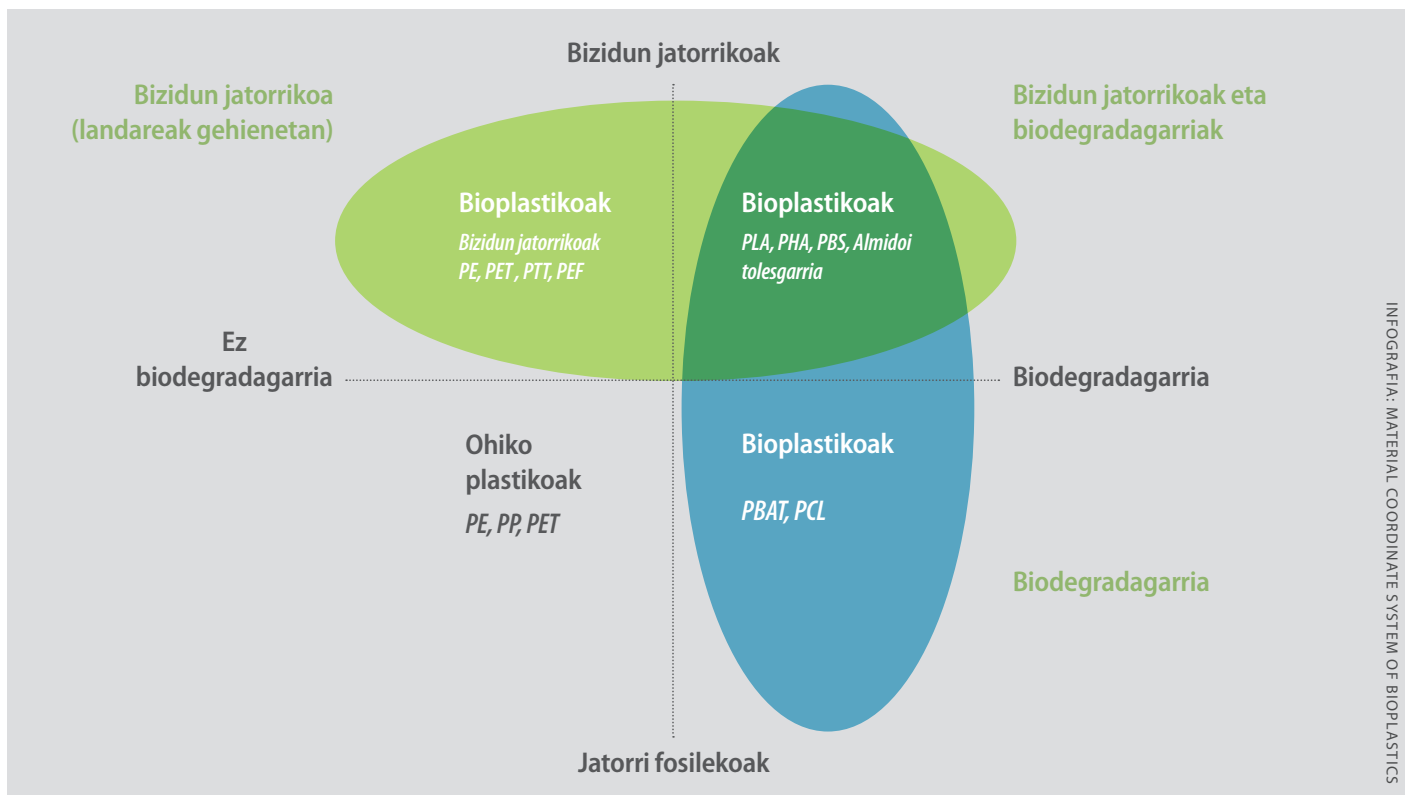 Bizidun jatorrikoak
Bizidun jatorrikoa
(landareak gehienetan)
Bizidun jatorrikoak eta
biodegradagarriak
Bioplastikoak
Bizidun jatorrikoak
PE, PET , PTT, PEF
Bioplastikoak
PLA, PHA, PBS, Almidoi
tolesgarria
Ez
biodegradagarria
Biodegradagarria
Ohiko
plastikoak
PE, PP, PET
Bioplastikoak
PBAT, PCL
Biodegradagarria
Jatorri fosilekoak
INFOGRAFIA: MATERIAL COORDINATE SYSTEM OF BIOPLASTICS